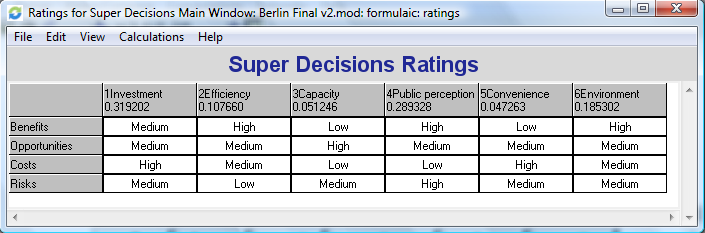 Ratings for Super Decisions Main Window: Berlin Final v2.mod: formulaic: ratings
File Edit View Calculations Help
Super Decisions Ratings
1Investment 2Efficiency 3Capacity 4Public perception 5Convenience 6Environment
0.319202 0.107660 0.051246 0.289328 0.047263 0.185302
Benefits Medium High Low High Low High
Opportunities Medium Medium High Medium Medium Medium
Costs High Medium Low Low High Medium
Risks Medium Low Medium High Medium Medium